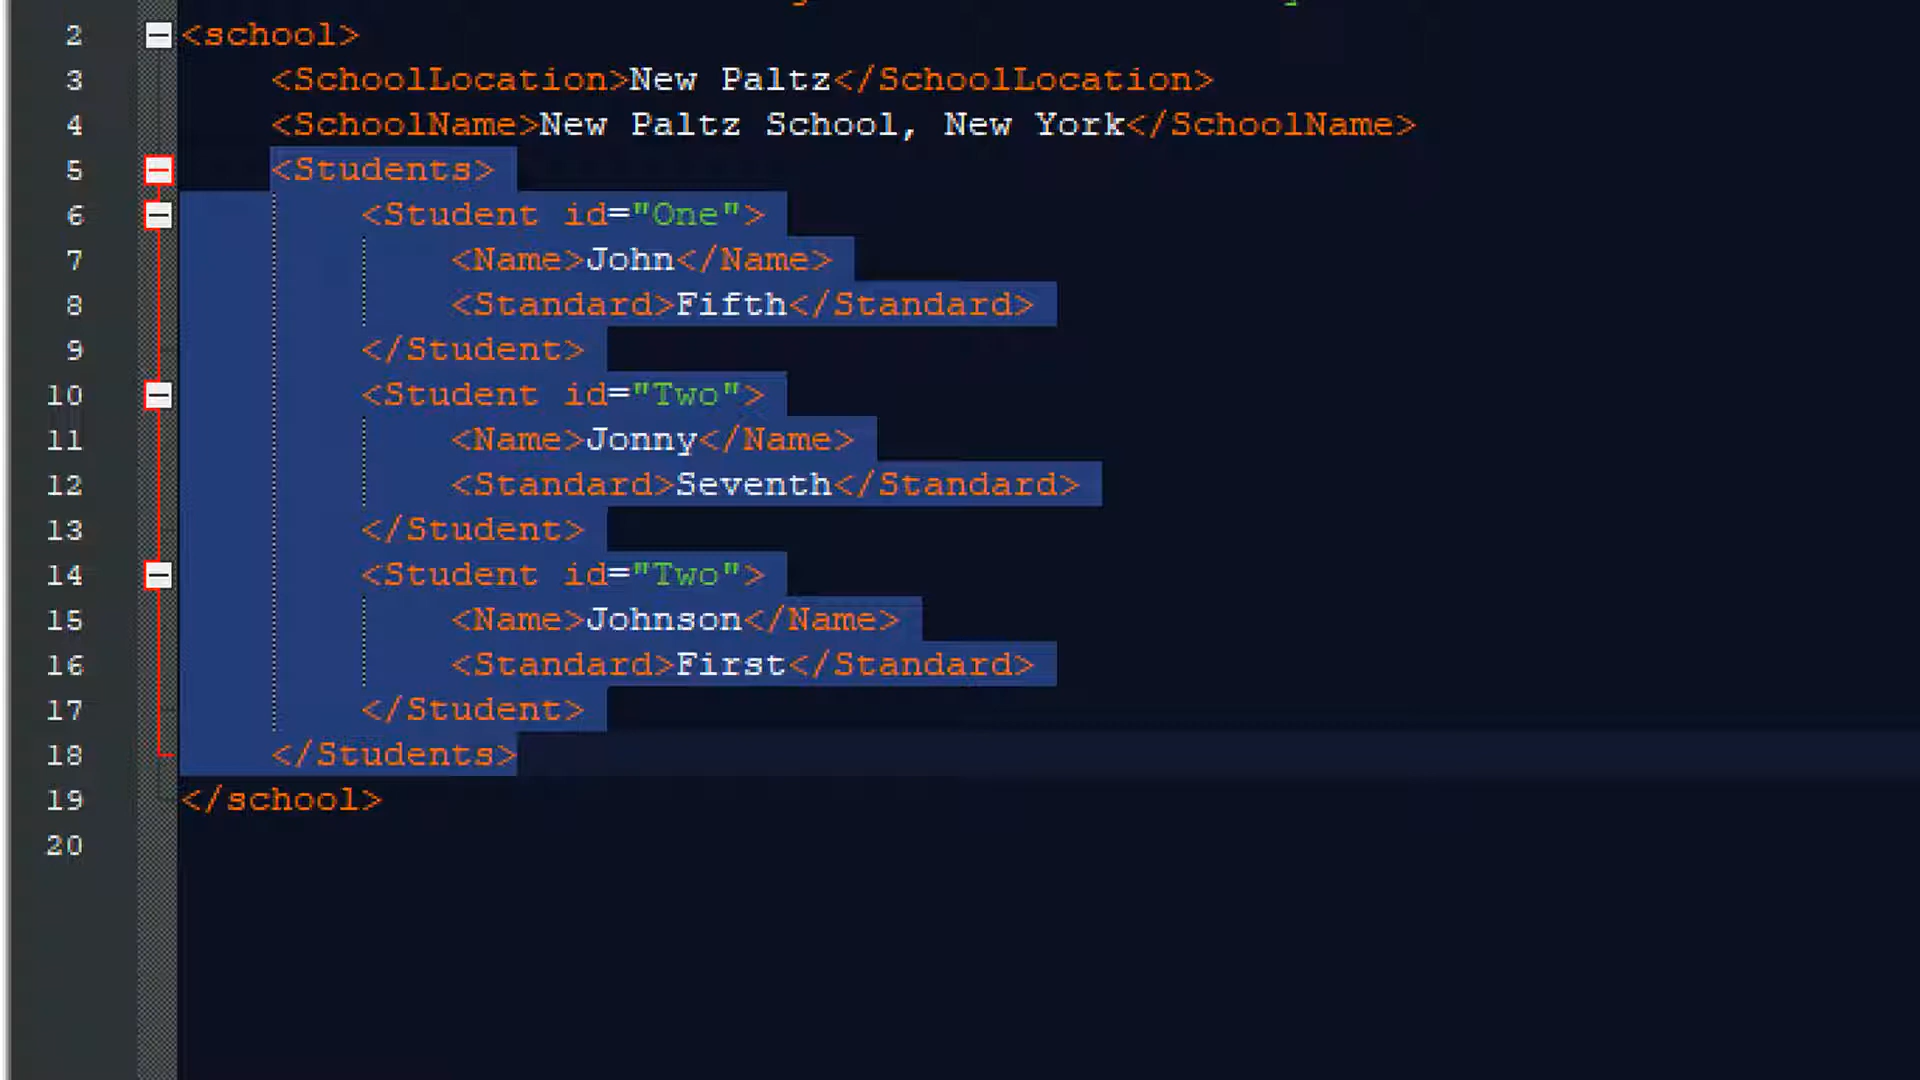 2 <school>
3 <SchoolLocation>New Paltz</SchoolLocation>
4 <SchoolName>New Paltz School, New York</SchoolName>
5 <Students>
6 <Student id="One">
7 <Name>John</Name>
8 <Standard>Fifth</Standard>
9 </Student>
10 <Student id="Two">
11 <Name>Jonny</Name>
12 <Standard>Seventh</Standard>
13 </Student>
14 <Student id="Two">
15 <Name>Johnson</Name>
16 <Standard>First</Standard>
17 </Student>
18 </Students>
19 </school>
20